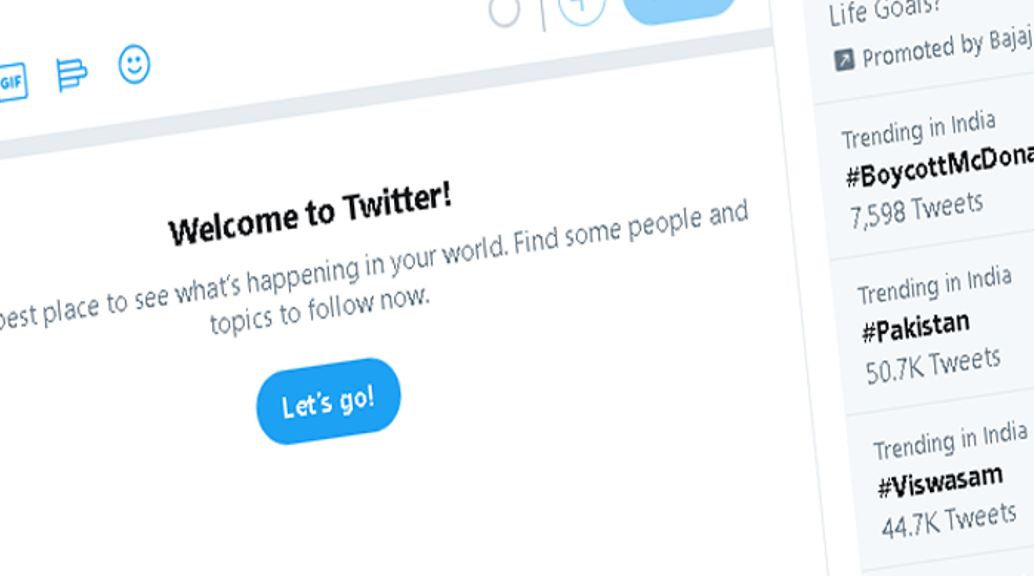 GIF
Welcome to Twitter!
best place to see what's happening in your world. Find some people and
topics to follow now.
Let's go!
Life Goals?
Promoted by Bajaj
Trending in India
#BoycottMcDona
7,598 Tweets
Trending in India
#Pakistan
50.7K Tweets
Trending in India
#Viswasam
44.7K Tweets